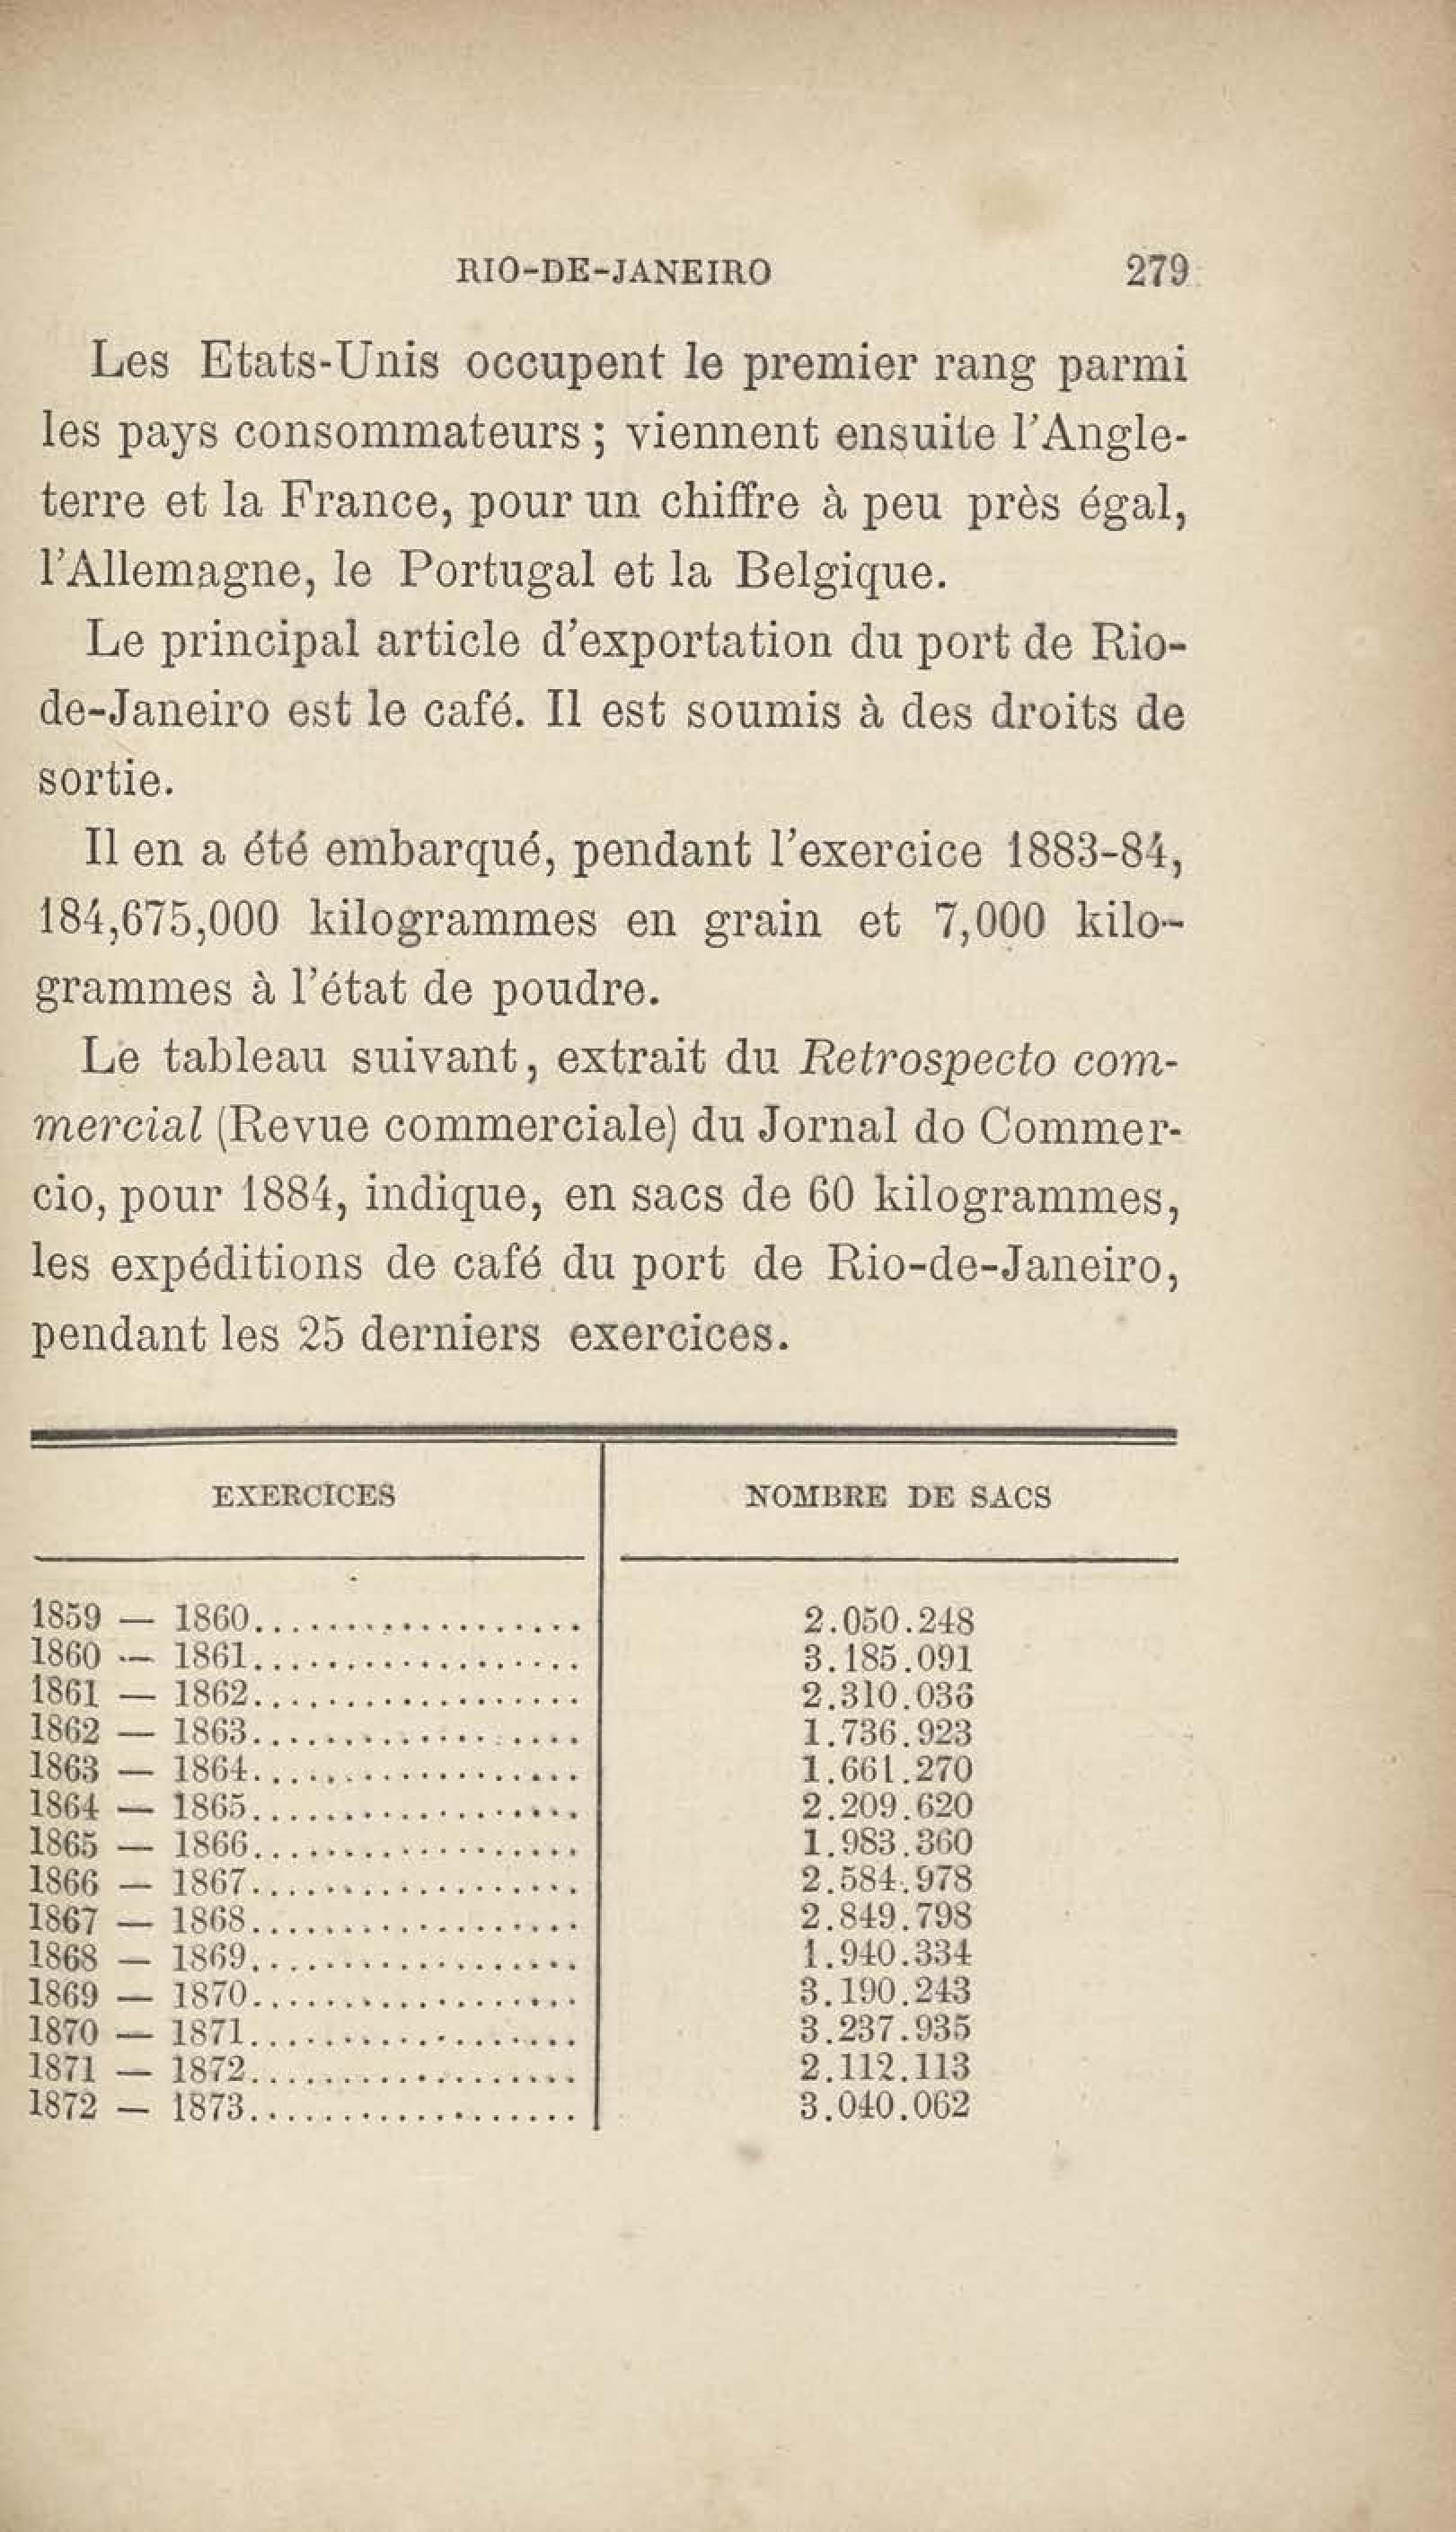 RIO-DE-JANEIRO 279
Les Etats-Unis occupent le premier rang parmi
les pays consommateurs ; viennent ensuite l'Angle-
terre et la France, pour un chiffre à peu près égal,
l'Allemagne, le Portugal et la Belgique.
Le principal article d'exportation du port de Rio-
de-Janeiro est le café. Il est soumis à des droits de
sortie.
Il en a été embarqué, pendant l'exercice 1883-84,
184,675,000 kilogrammes en grain et 7,000 kilo-
grammes à l'état de poudre.
Le tableau suivant, extrait du Retrospecto com-
mercial (Revue commerciale) du Jornal do Commer-
cio, pour 1884, indique, en sacs de 60 kilogrammes,
les expéditions de café du port de Rio-de-Janeiro,
pendant les 25 derniers exercices.
EXERCICES NOMBRE DE SACS
1859 — 1860.................. 2.050.248
1860 — 1861.................. 3.185.091
1861 — 1862.................. 2.310.036
1862 — 1863.................. 1.736.923
1863 — 1864.................. 1.661.270
1864 — 1865.................. 2.209.620
1865 — 1866.................. 1.983.360
1866 — 1867.................. 2.584.978
1867 — 1868.................. 2.849.798
1868 — 1869.................. 1.940.334
1869 — 1870.................. 3.190.243
1870 — 1871.................. 3.237.935
1871 — 1872.................. 2.112.113
1872 — 1873.................. 3.040.062